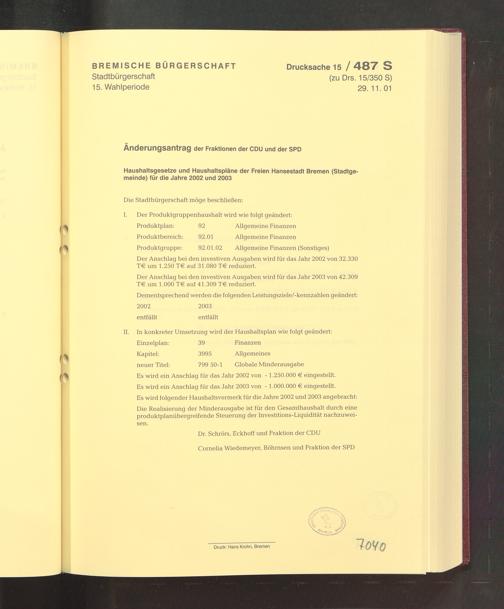 BREMISCHE BÜRGERSCHAFT
Stadtbürgerschaft
15. Wahlperiode
Drucksache 15 / 487 S
(zu Drs. 15/350 S)
29. 11. 01
Änderungsantrag der Fraktionen der CDU und der SPD
Haushaltsgesetze und Haushaltspläne der Freien Hansestadt Bremen (Stadtge-
meinde) für die Jahre 2002 und 2003
Die Stadtbürgerschaft möge beschließen:
I. Der Produktgruppenhaushalt wird wie folgt geändert:
Produktplan: 92 Allgemeine Finanzen
Produktbereich: 92.01 Allgemeine Finanzen
Produktgruppe: 92.01.02 Allgemeine Finanzen (Sonstiges)
Der Anschlag bei den investiven Ausgaben wird für das Jahr 2002 von 32.330
T€ um 1.250 T€ auf 31.080 T€ reduziert.
Der Anschlag bei den investiven Ausgaben wird für das Jahr 2003 von 42.309
T€ um 1.000 T€ auf 41.309 T€ reduziert.
Dementsprechend werden die folgenden Leistungsziele/-kennzahlen geändert:
2002 2003
entfällt entfällt
II. In konkreter Umsetzung wird der Haushaltsplan wie folgt geändert:
Einzelplan: 39 Finanzen
Kapitel: 3995 Allgemeines
neuer Titel: 799 50-1 Globale Minderausgabe
Es wird ein Anschlag für das Jahr 2002 von - 1.250.000 € eingestellt.
Es wird ein Anschlag für das Jahr 2003 von - 1.000.000 € eingestellt.
Es wird folgender Haushaltsvermerk für die Jahre 2002 und 2003 angebracht:
Die Realisierung der Minderausgabe ist für den Gesamthaushalt durch eine
produktplanübergreifende Steuerung der Investitions-Liquidität nachzuwei-
sen.
Dr. Schrörs, Eckhoff und Fraktion der CDU
Cornelia Wiedemeyer, Böhrnsen und Fraktion der SPD
Druck: Hans Krohn, Bremen
7040